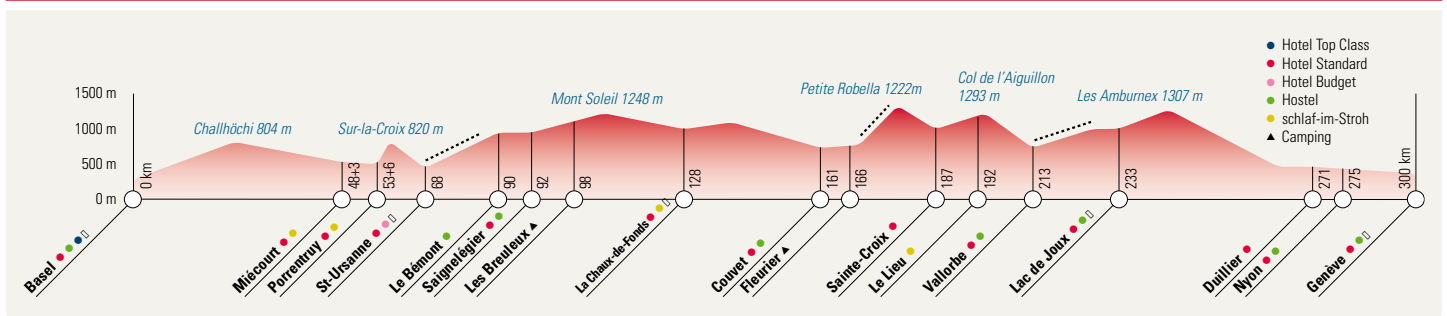 Hotel Top Class
Hotel Standard
Hotel Budget
Hostel
schlaf-im-Stroh
Camping
1500 m
1000 m
500 m
0 m
Challhöchi 804 m
Sur-la-Croix 820 m
Mont Soleil 1248 m
Petite Robella 1222m
Col de l'Aiguillon
1293 m
Les Amburnex 1307 m
0 km
48+3
53+6
68
90
92
98
128
161
166
187
192
213
233
271
275
300 km
Basel
Miécourt
Porrentruy
St-Ursanne
Le Bémont
Saignelégier
Les Breuleux
La Chaux-de-Fonds
Couvet
Fleurier
Sainte-Croix
Le Lieu
Vallorbe
Lac de Joux
Duillier
Nyon
Genève